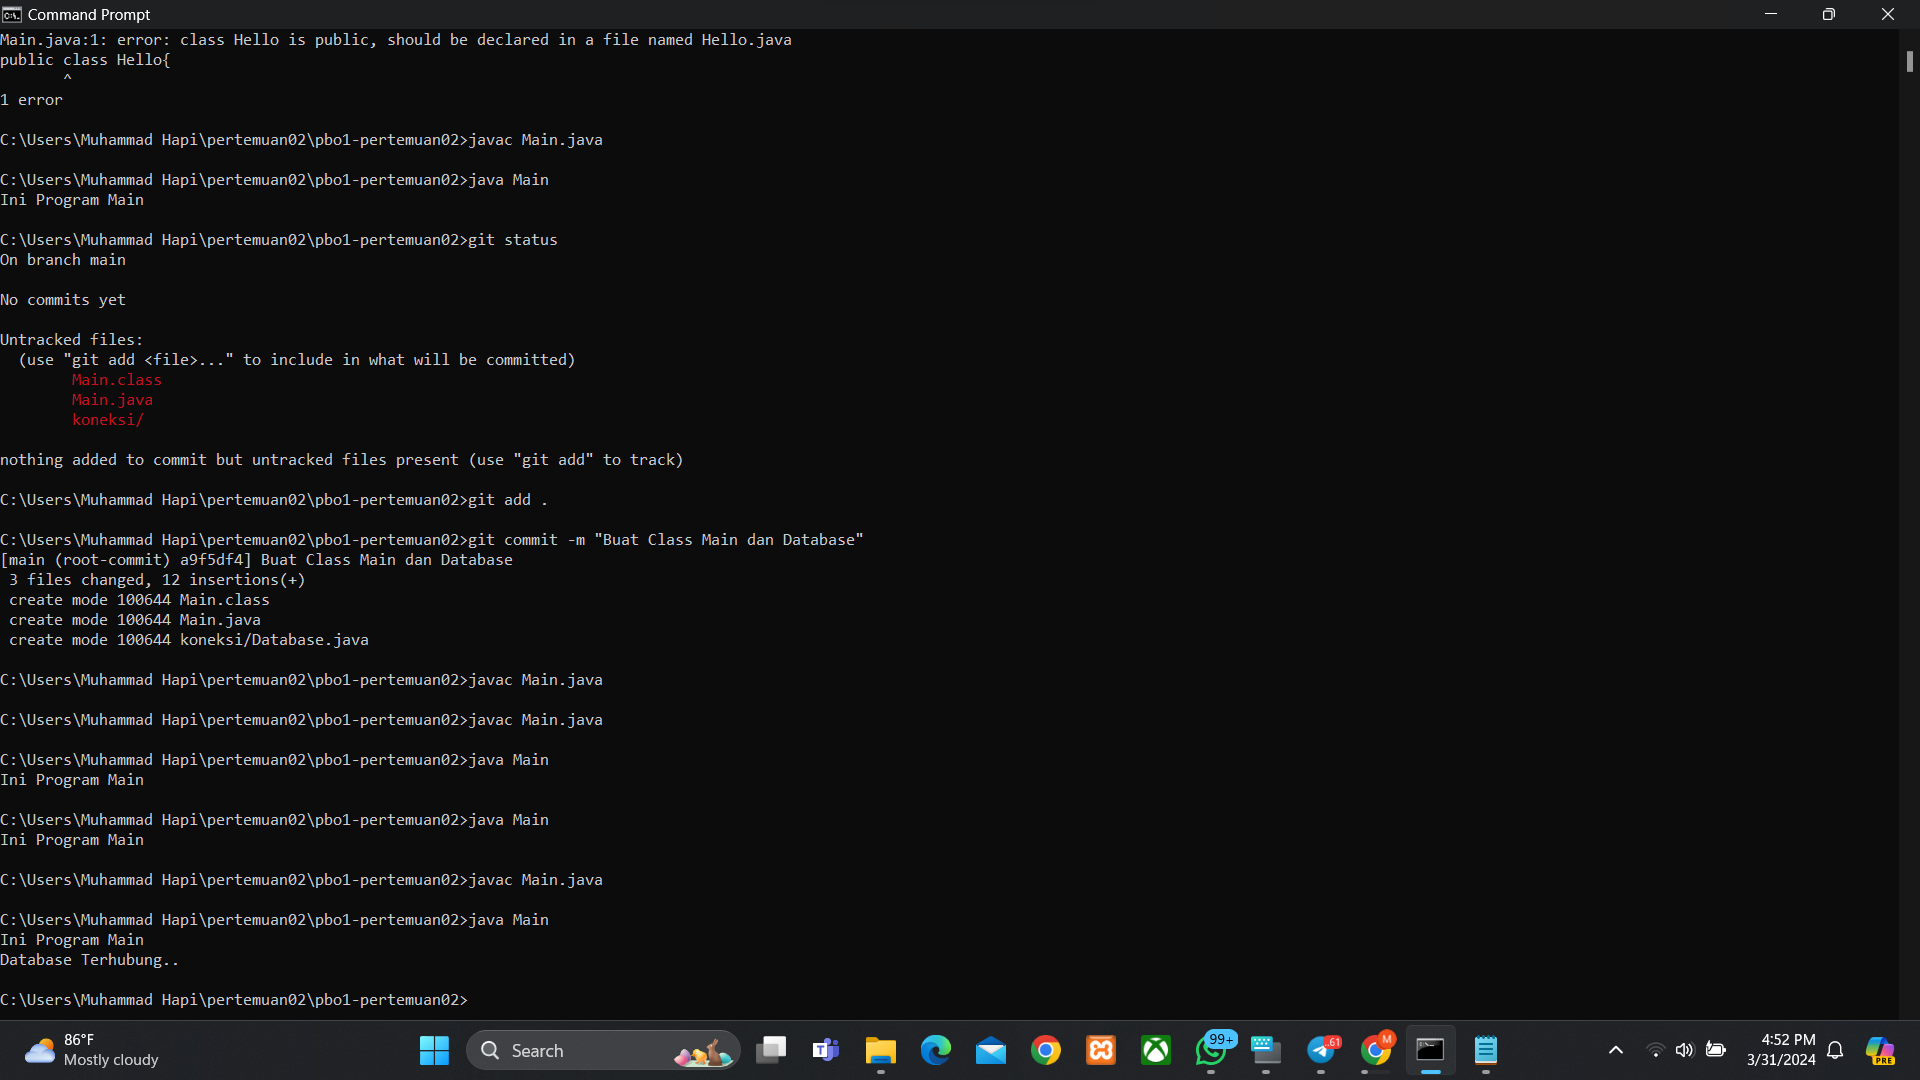 Command Prompt
Main.java:1: error: class Hello is public, should be declared in a file named Hello.java
public class Hello{
^
1 error
C:\Users\Muhammad Hapi\pertemuan02\pbo1-pertemuan02>javac Main.java
C:\Users\Muhammad Hapi\pertemuan02\pbo1-pertemuan02>java Main
Ini Program Main
C:\Users\Muhammad Hapi\pertemuan02\pbo1-pertemuan02>git status
On branch main
No commits yet
Untracked files:
(use "git add <file>..." to include in what will be committed)
Main.class
Main.java
koneksi/
nothing added to commit but untracked files present (use "git add" to track)
C:\Users\Muhammad Hapi\pertemuan02\pbo1-pertemuan02>git add .
C:\Users\Muhammad Hapi\pertemuan02\pbo1-pertemuan02>git commit -m "Buat Class Main dan Database"
[main (root-commit) a9f5df4] Buat Class Main dan Database
3 files changed, 12 insertions(+)
create mode 100644 Main.class
create mode 100644 Main.java
create mode 100644 koneksi/Database.java
C:\Users\Muhammad Hapi\pertemuan02\pbo1-pertemuan02>javac Main.java
C:\Users\Muhammad Hapi\pertemuan02\pbo1-pertemuan02>javac Main.java
C:\Users\Muhammad Hapi\pertemuan02\pbo1-pertemuan02>java Main
Ini Program Main
C:\Users\Muhammad Hapi\pertemuan02\pbo1-pertemuan02>java Main
Ini Program Main
C:\Users\Muhammad Hapi\pertemuan02\pbo1-pertemuan02>javac Main.java
C:\Users\Muhammad Hapi\pertemuan02\pbo1-pertemuan02>java Main
Ini Program Main
Database Terhubung..
C:\Users\Muhammad Hapi\pertemuan02\pbo1-pertemuan02>
86°F
Mostly cloudy
Search
99+
61
M
4:52 PM
3/31/2024
PRE